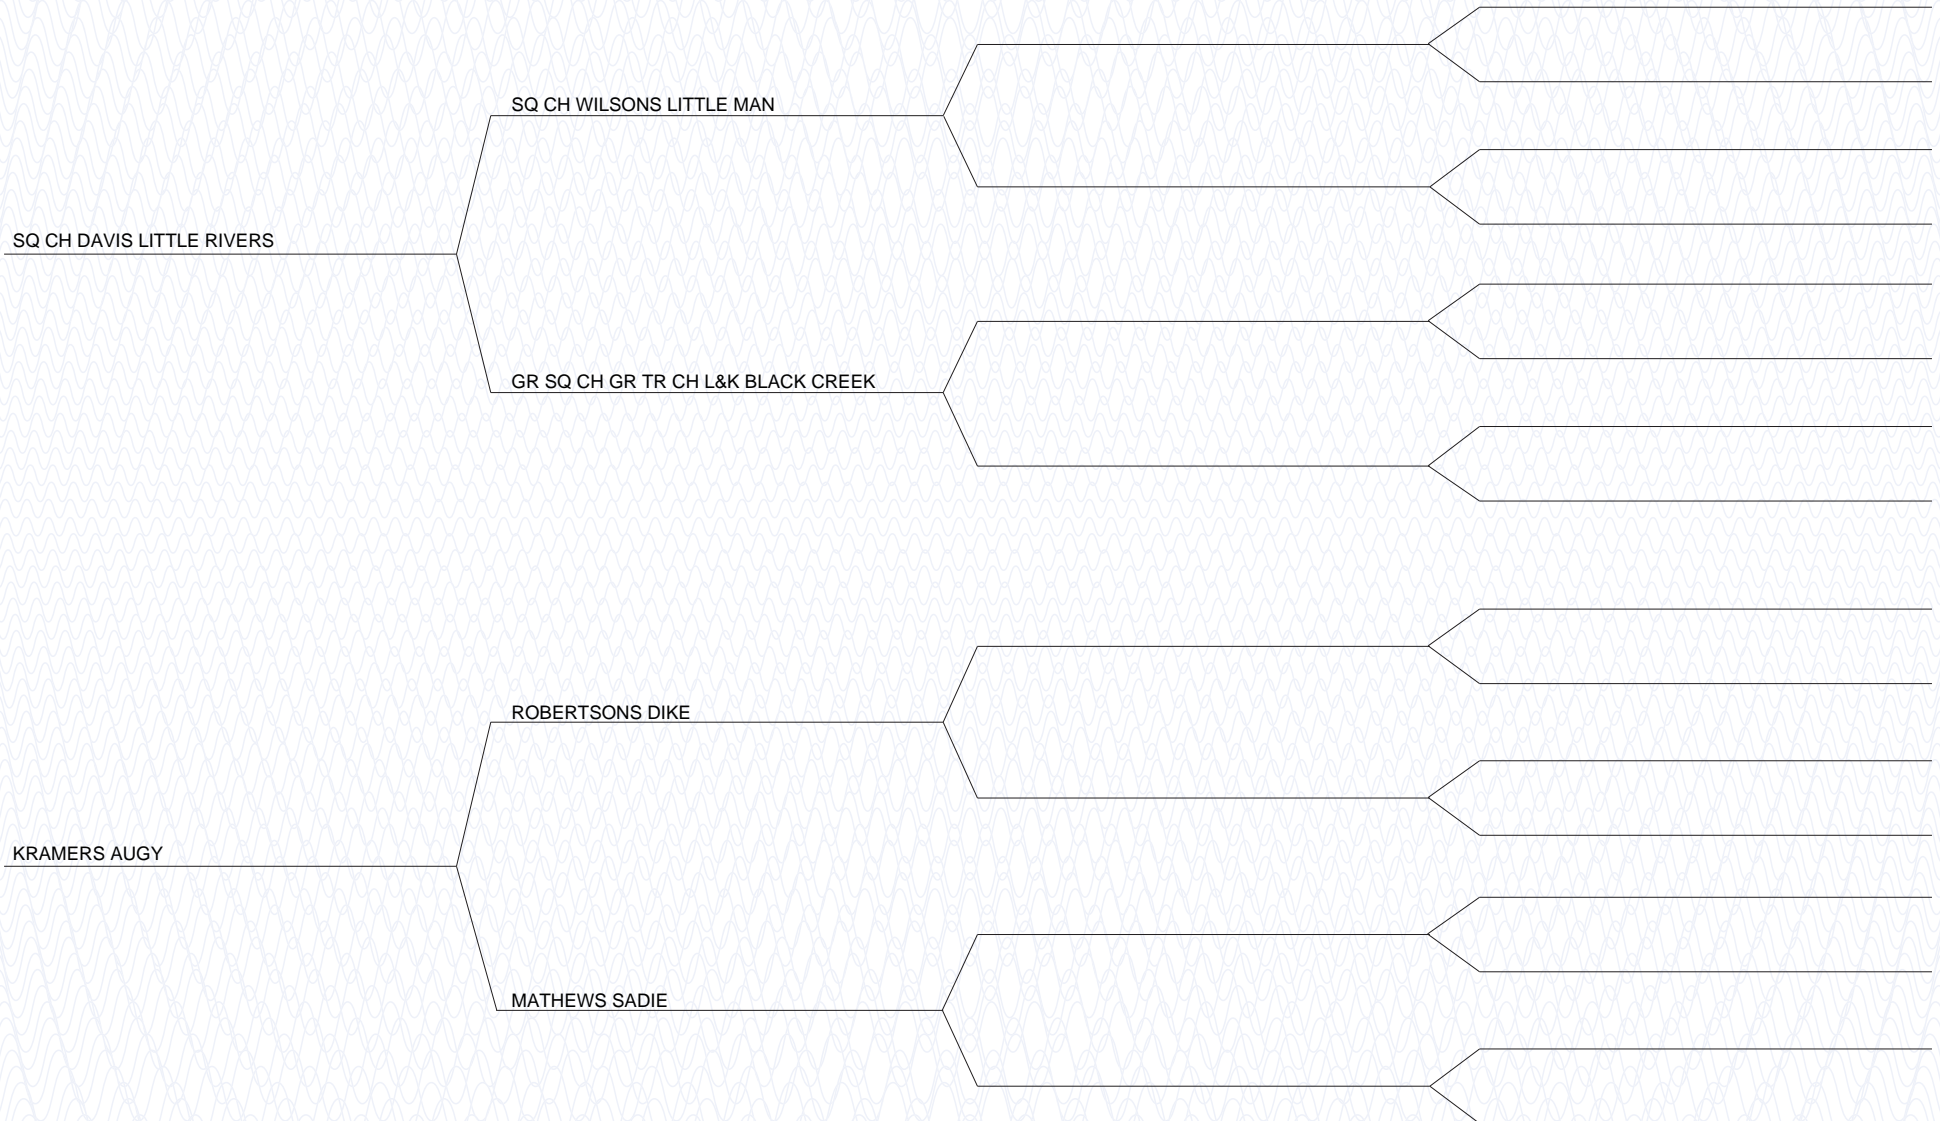 SQ CH WILSONS LITTLE MAN
SQ CH DAVIS LITTLE RIVERS
GR SQ CH GR TR CH L&K BLACK CREEK
ROBERTSONS DIKE
KRAMERS AUGY
MATHEWS SADIE